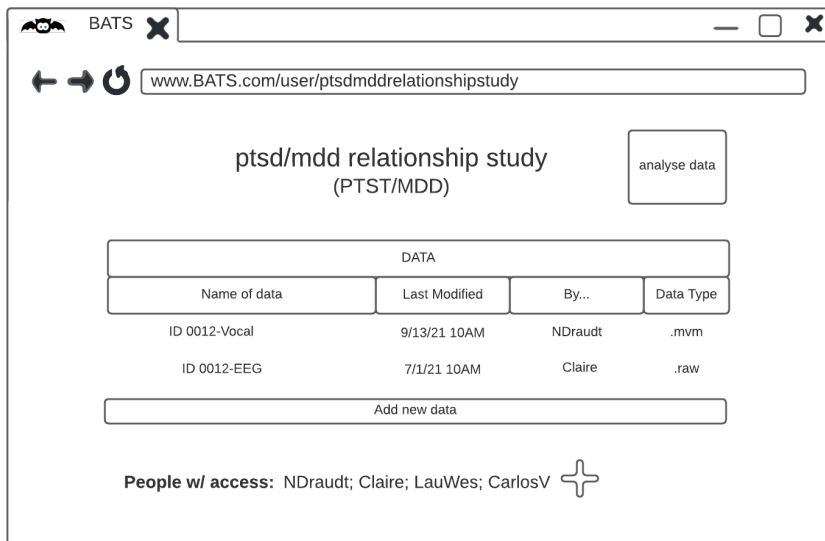 BATS
www.BATS.com/user/ptsdmddrelationshipstudy
ptsd/mdd relationship study
(PTST/MDD)
analyse data
DATA
Name of data Last Modified By... Data Type
ID 0012-Vocal 9/13/21 10AM NDraudt .mvm
ID 0012-EEG 7/1/21 10AM Claire .raw
Add new data
People w/ access: NDraudt; Claire; LauWes; CarlosV